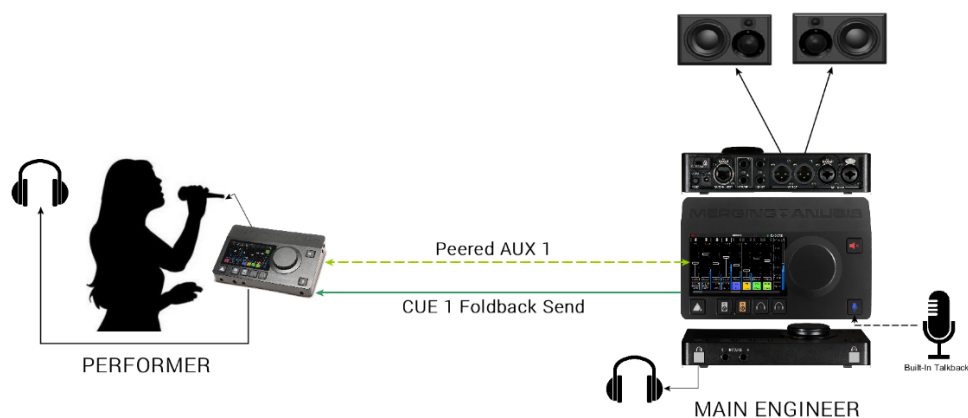 MERGING+ANUBIS
Peered AUX 1
CUE 1 Foldback Send
PERFORMER
Built-In Talkback
MAIN ENGINEER